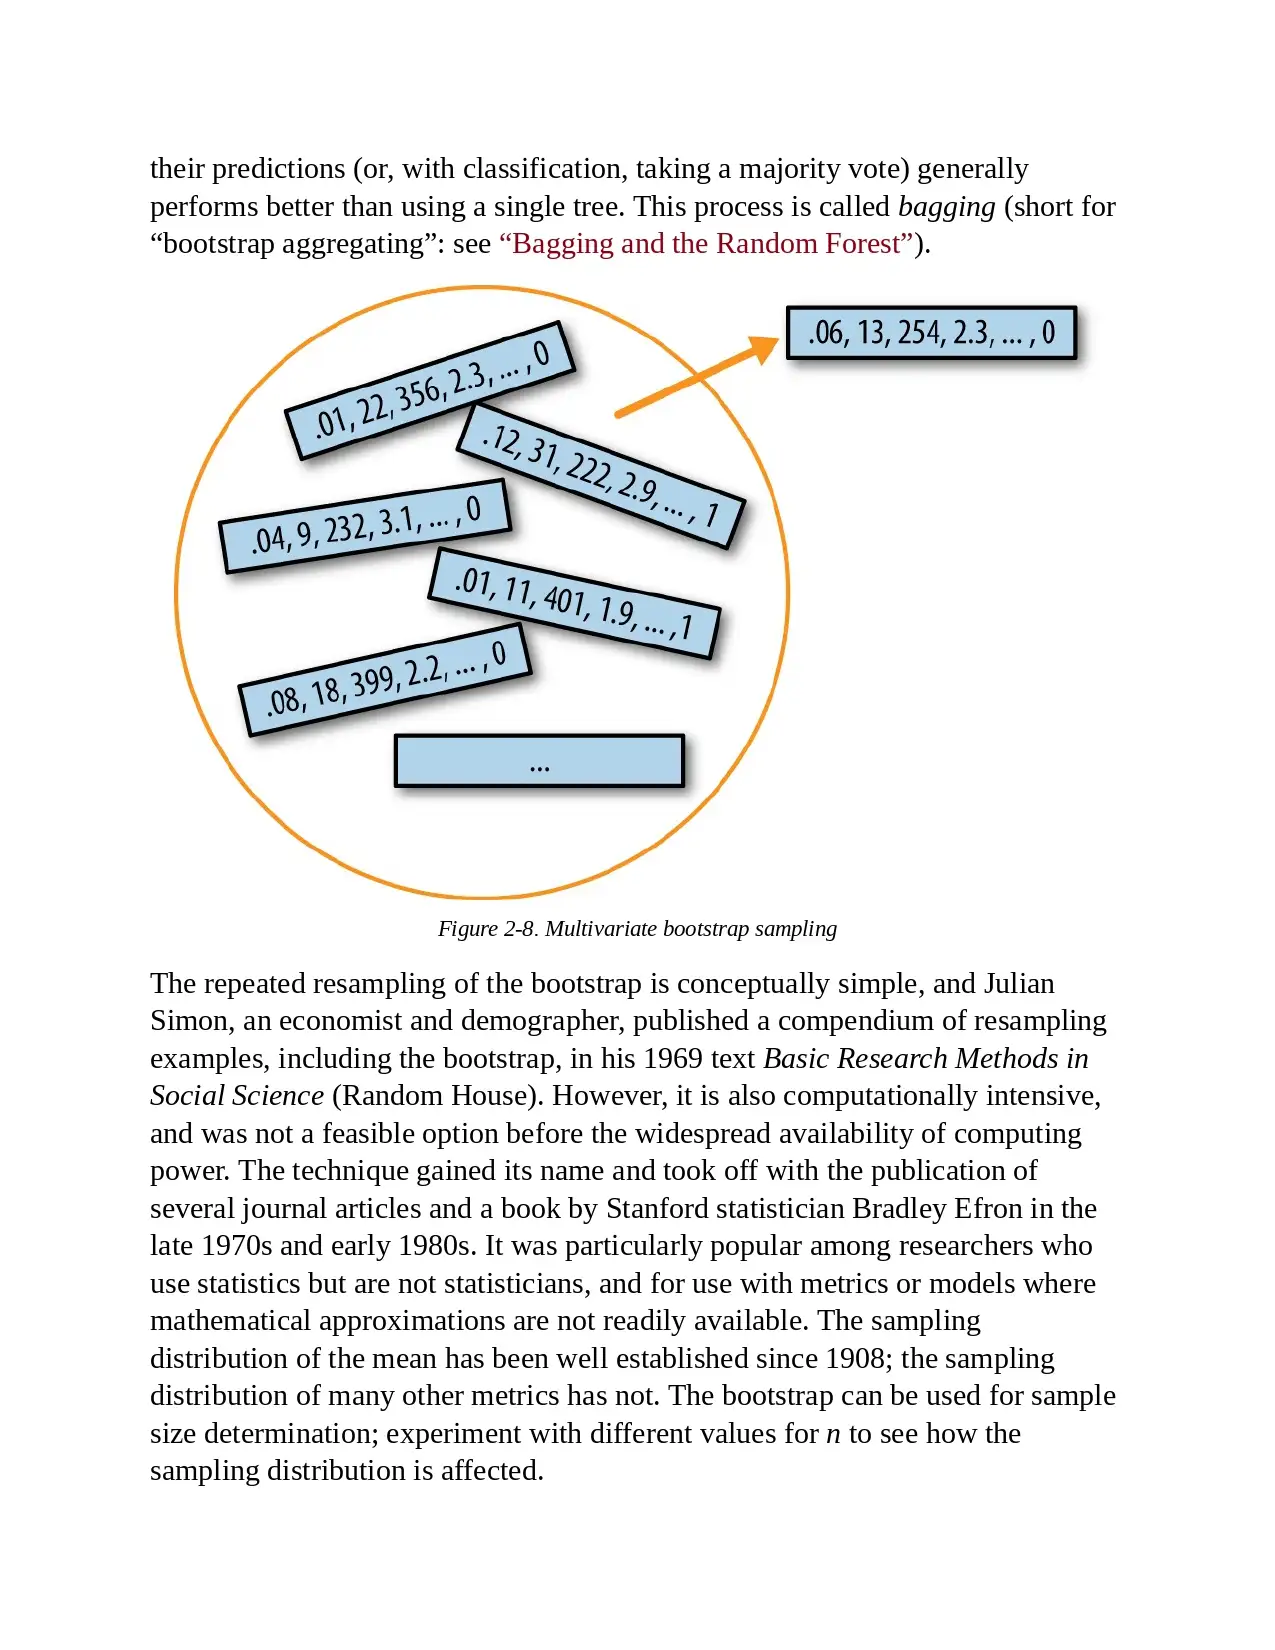 their predictions (or, with classification, taking a majority vote) generally
performs better than using a single tree. This process is called bagging (short for
“bootstrap aggregating”: see “Bagging and the Random Forest”).
.06, 13, 254, 2.3, ... , 0
.01, 22, 356, 2.3, ... , 0
.12, 31, 222, 2.9, ... , 1
.04, 9, 232, 3.1, ... , 0
.01, 11, 401, 1.9, ... ,1
.08, 18, 399, 2.2, ... , 0
...
Figure 2-8. Multivariate bootstrap sampling
The repeated resampling of the bootstrap is conceptually simple, and Julian
Simon, an economist and demographer, published a compendium of resampling
examples, including the bootstrap, in his 1969 text Basic Research Methods in
Social Science (Random House). However, it is also computationally intensive,
and was not a feasible option before the widespread availability of computing
power. The technique gained its name and took off with the publication of
several journal articles and a book by Stanford statistician Bradley Efron in the
late 1970s and early 1980s. It was particularly popular among researchers who
use statistics but are not statisticians, and for use with metrics or models where
mathematical approximations are not readily available. The sampling
distribution of the mean has been well established since 1908; the sampling
distribution of many other metrics has not. The bootstrap can be used for sample
size determination; experiment with different values for n to see how the
sampling distribution is affected.